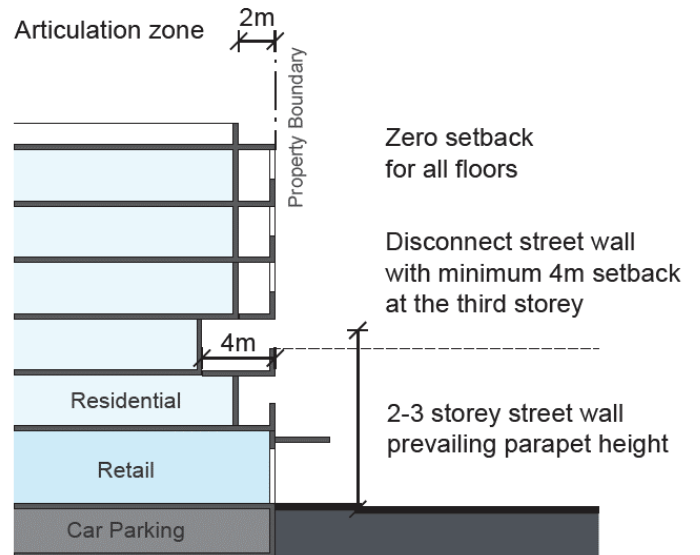 2m
Articulation zone
Property Boundary
Zero setback
for all floors
Disconnect street wall
with minimum 4m setback
at the third storey
4m
Residential
2-3 storey street wall
prevailing parapet height
Retail
Car Parking